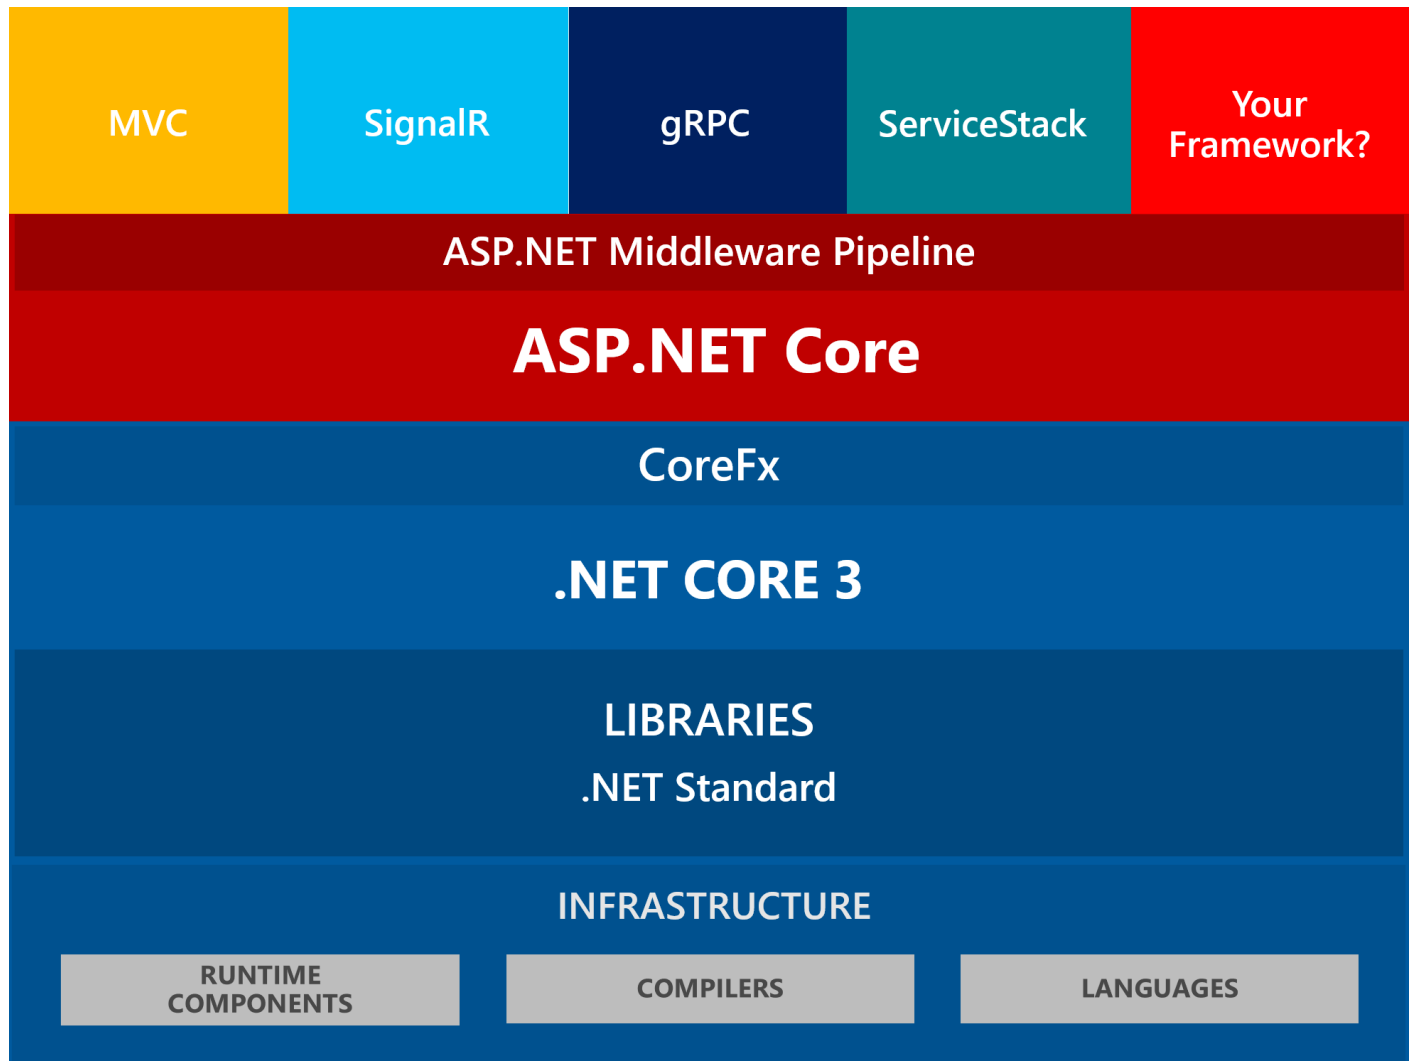 MVC
SignalR
gRPC
ServiceStack
Your
Framework?
ASP.NET Middleware Pipeline
ASP.NET Core
CoreFx
.NET CORE 3
LIBRARIES
.NET Standard
INFRASTRUCTURE
RUNTIME
COMPONENTS
COMPILERS
LANGUAGES